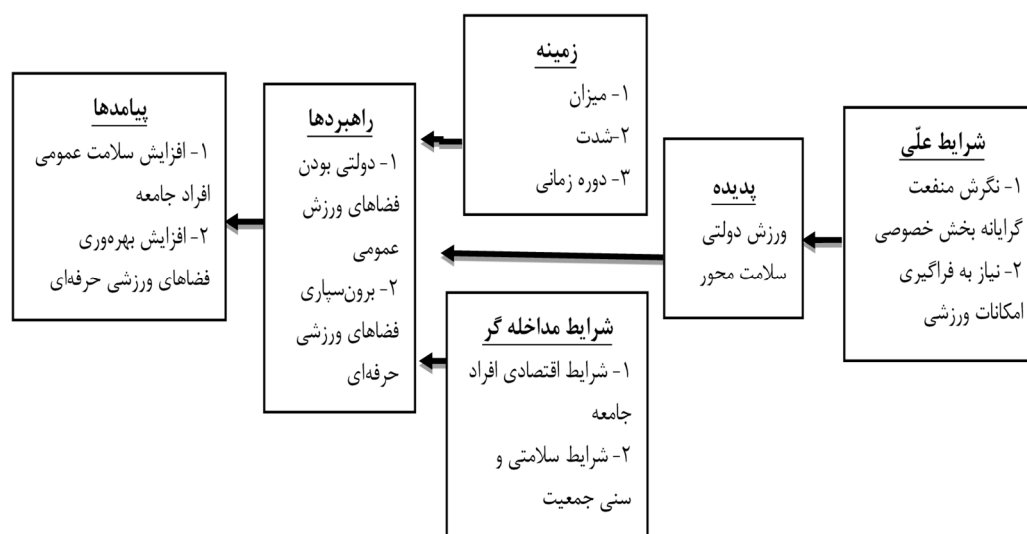 شرایط علّی
۱- نگرش منفعت
گرایانه بخش خصوصی
۲- نیاز به فراگیری
امکانات ورزشی
پدیده
ورزش دولتی
سلامت محور
زمینه
۱- میزان
۲-شدت
۳- دوره زمانی
شرایط مداخله گر
۱- شرایط اقتصادی افراد
جامعه
۲- شرایط سلامتی و
سنی جمعیت
راهبردها
۱- دولتی بودن
فضاهای ورزش
عمومی
۲- برون‌سپاری
فضاهای ورزشی
حرفه‌ای
پیامدها
۱- افزایش سلامت عمومی
افراد جامعه
۲- افزایش بهره‌وری
فضاهای ورزشی حرفه‌ای